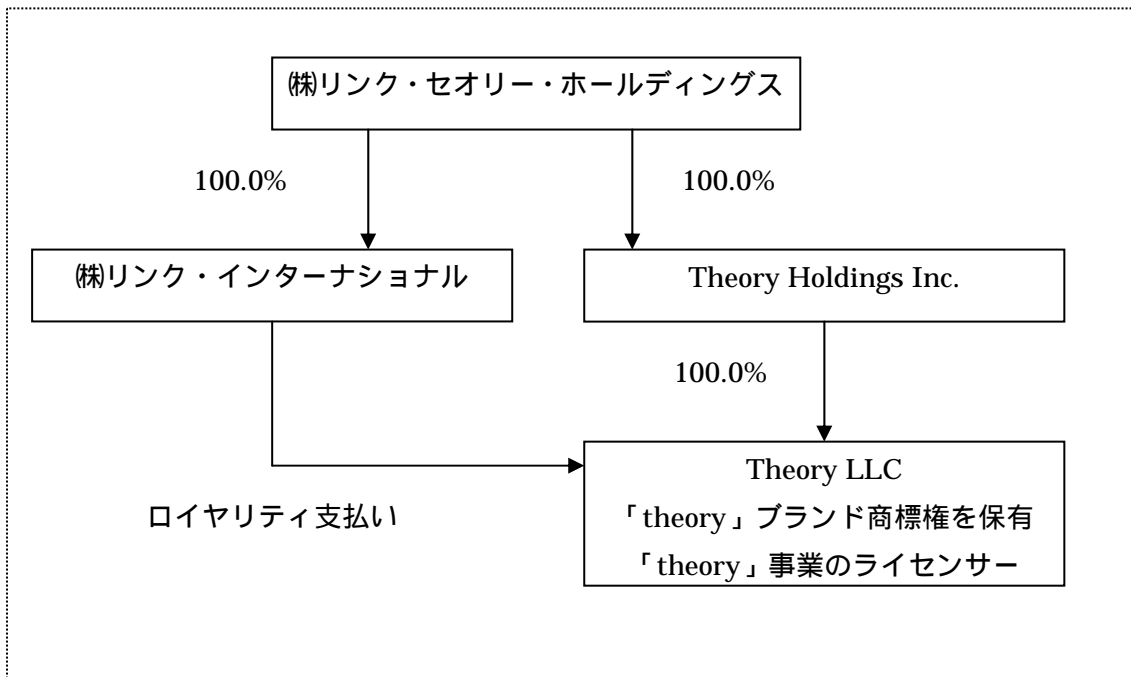 ㈱リンク・セオリー・ホールディングス
100.0%
100.0%
㈱リンク・インターナショナル
Theory Holdings Inc.
100.0%
Theory LLC
「theory」ブランド商標権を保有
「theory」事業のライセンサー
ロイヤリティ支払い